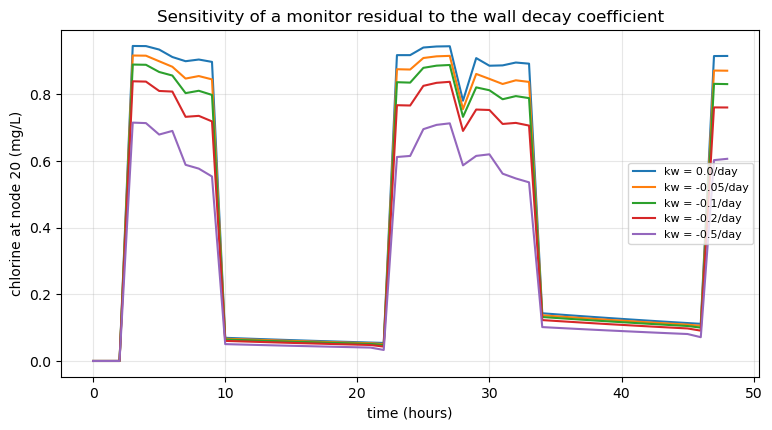 Sensitivity of a monitor residual to the wall decay coefficient
chlorine at node 20 (mg/L)
0.8
0.6
0.4
0.2
0.0
kw = 0.0/day
kw = -0.05/day
kw = -0.1/day
kw = -0.2/day
kw = -0.5/day
0 10 20 30 40 50
time (hours)